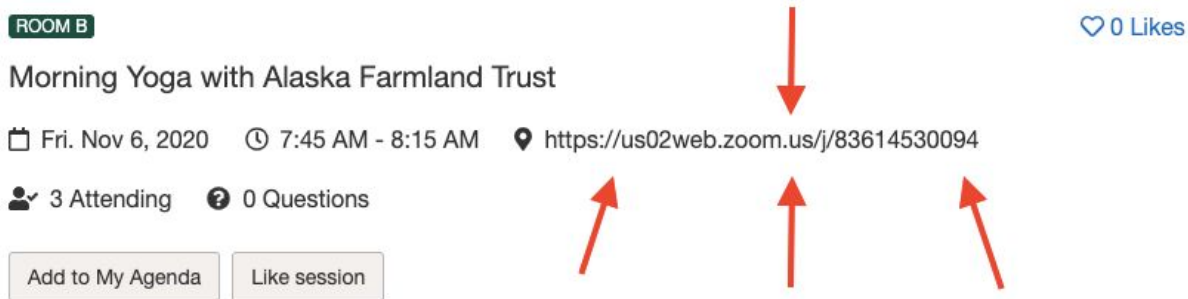 ROOM B
0 Likes
Morning Yoga with Alaska Farmland Trust
Fri. Nov 6, 2020 7:45 AM - 8:15 AM https://us02web.zoom.us/j/83614530094
3 Attending 0 Questions
Add to My Agenda Like session